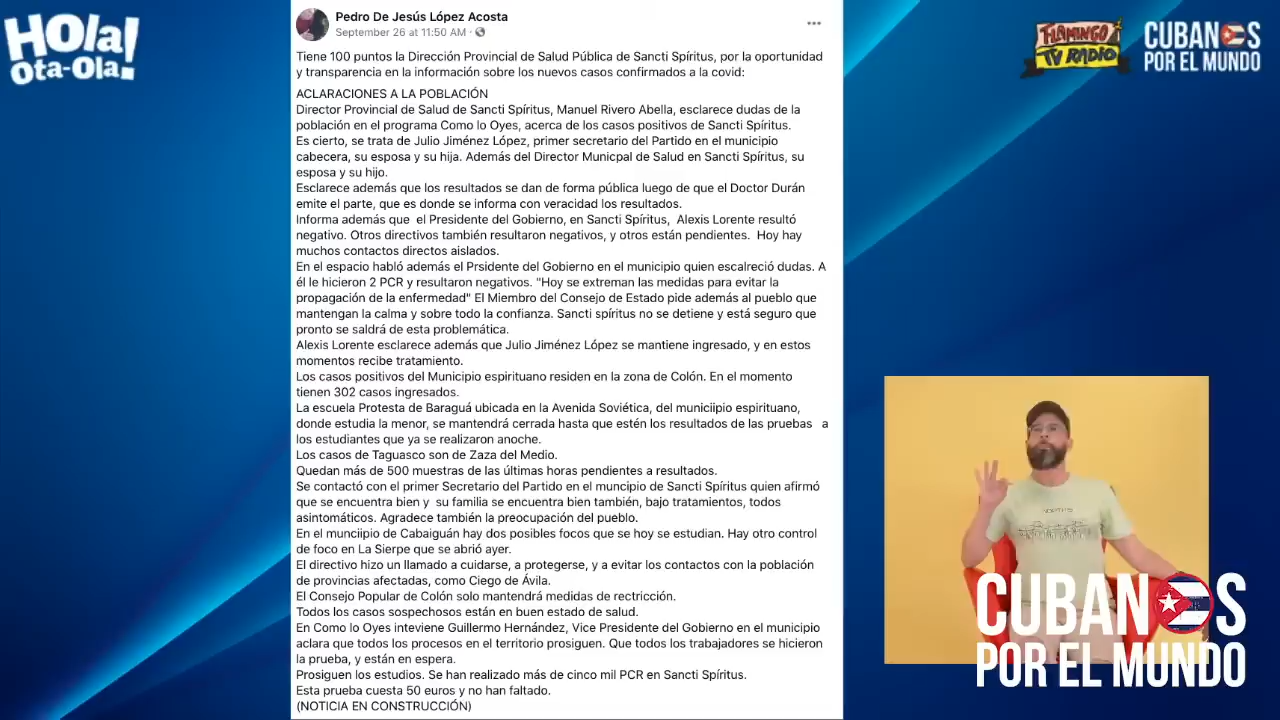 HOla!
Ota-Ola!
Pedro De Jesús López Acosta
September 26 at 11:50 AM ·
FLAMINGO
TV RADIO
CUBANOS
POR EL MUNDO
Tiene 100 puntos la Dirección Provincial de Salud Pública de Sancti Spíritus, por la oportunidad
y transparencia en la información sobre los nuevos casos confirmados a la covid:
ACLARACIONES A LA POBLACIÓN
Director Provincial de Salud de Sancti Spíritus, Manuel Rivero Abella, esclarece dudas de la
población en el programa Como lo Oyes, acerca de los casos positivos de Sancti Spíritus.
Es cierto, se trata de Julio Jiménez López, primer secretario del Partido en el municipio
cabecera, su esposa y su hija. Además del Director Municpal de Salud en Sancti Spíritus, su
esposa y su hijo.
Esclarece además que los resultados se dan de forma pública luego de que el Doctor Durán
emite el parte, que es donde se informa con veracidad los resultados.
Informa además que el Presidente del Gobierno, en Sancti Spíritus, Alexis Lorente resultó
negativo. Otros directivos también resultaron negativos, y otros están pendientes. Hoy hay
muchos contactos directos aislados.
En el espacio habló además el Prsidente del Gobierno en el municipio quien escalreció dudas. A
él le hicieron 2 PCR y resultaron negativos. "Hoy se extreman las medidas para evitar la
propagación de la enfermedad" El Miembro del Consejo de Estado pide además al pueblo que
mantengan la calma y sobre todo la confianza. Sancti spíritus no se detiene y está seguro que
pronto se saldrá de esta problemática.
Alexis Lorente esclarece además que Julio Jiménez López se mantiene ingresado, y en estos
momentos recibe tratamiento.
Los casos positivos del Municipio espirituano residen en la zona de Colón. En el momento
tienen 302 casos ingresados.
La escuela Protesta de Baraguá ubicada en la Avenida Soviética, del municiipio espirituano,
donde estudia la menor, se mantendrá cerrada hasta que estén los resultados de las pruebas a
los estudiantes que ya se realizaron anoche.
Los casos de Taguasco son de Zaza del Medio.
Quedan más de 500 muestras de las últimas horas pendientes a resultados.
Se contactó con el primer Secretario del Partido en el muncipio de Sancti Spíritus quien afirmó
que se encuentra bien y su familia se encuentra bien también, bajo tratamientos, todos
asintomáticos. Agradece también la preocupación del pueblo.
En el munciipio de Cabaiguán hay dos posibles focos que se hoy se estudian. Hay otro control
de foco en La Sierpe que se abrió ayer.
El directivo hizo un llamado a cuidarse, a protegerse, y a evitar los contactos con la población
de provincias afectadas, como Ciego de Ávila.
El Consejo Popular de Colón solo mantendrá medidas de rectricción.
Todos los casos sospechosos están en buen estado de salud.
En Como lo Oyes inteviene Guillermo Hernández, Vice Presidente del Gobierno en el municipio
aclara que todos los procesos en el territorio prosiguen. Que todos los trabajadores se hicieron
la prueba, y están en espera.
Prosiguen los estudios. Se han realizado más de cinco mil PCR en Sancti Spíritus.
Esta prueba cuesta 50 euros y no han faltado.
(NOTICIA EN CONSTRUCCIÓN)
CUBANOS
POR EL MUNDO